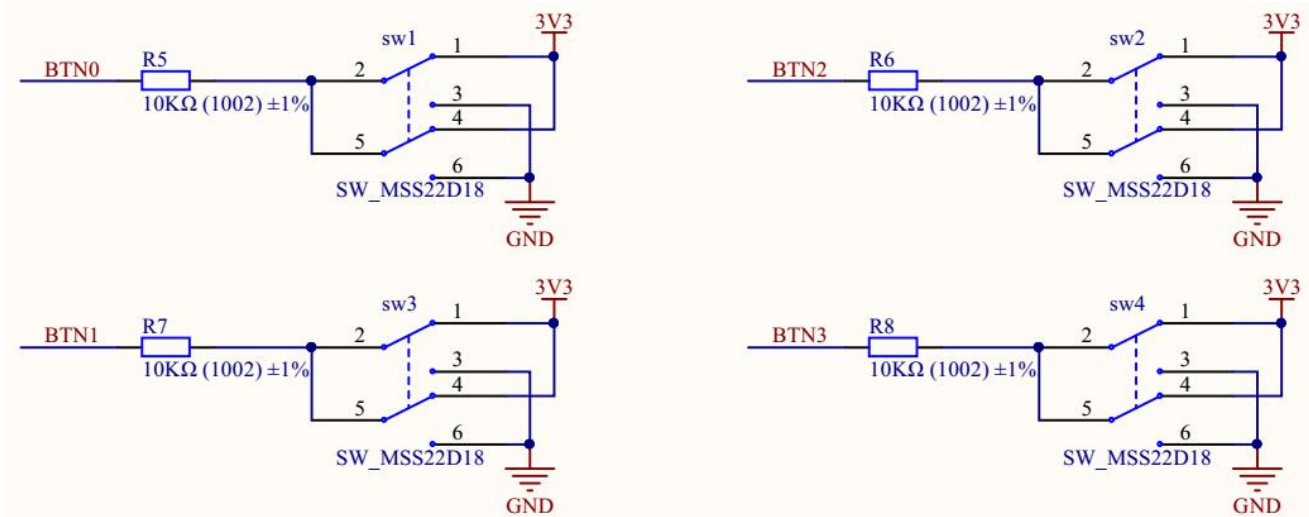 3V3
sw1
1
BTN0
R5
2
10KΩ (1002) ±1%
3
4
5
6
SW_MSS22D18
GND
3V3
sw2
1
BTN2
R6
2
10KΩ (1002) ±1%
3
4
5
6
SW_MSS22D18
GND
3V3
sw3
1
BTN1
R7
2
10KΩ (1002) ±1%
3
4
5
6
SW_MSS22D18
GND
3V3
sw4
1
BTN3
R8
2
10KΩ (1002) ±1%
3
4
5
6
SW_MSS22D18
GND